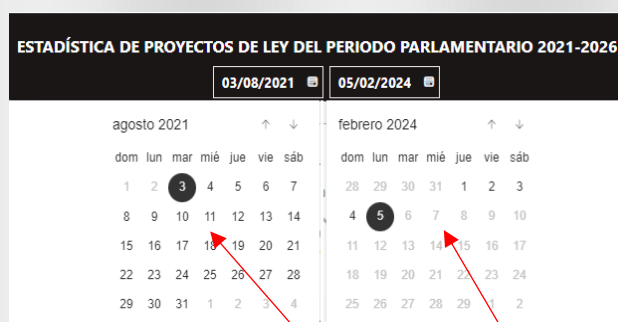 ESTADÍSTICA DE PROYECTOS DE LEY DEL PERIODO PARLAMENTARIO 2021-2026
03/08/2021 05/02/2024
agosto 2021
dom lun mar mié jue vie sáb
1 2 3 4 5 6 7
8 9 10 11 12 13 14
15 16 17 18 19 20 21
22 23 24 25 26 27 28
29 30 31 1 2 3 4
febrero 2024
dom lun mar mié jue vie sáb
28 29 30 31 1 2 3
4 5 6 7 8 9 10
11 12 13 14 15 16 17
18 19 20 21 22 23 24
25 26 27 28 29 1 2